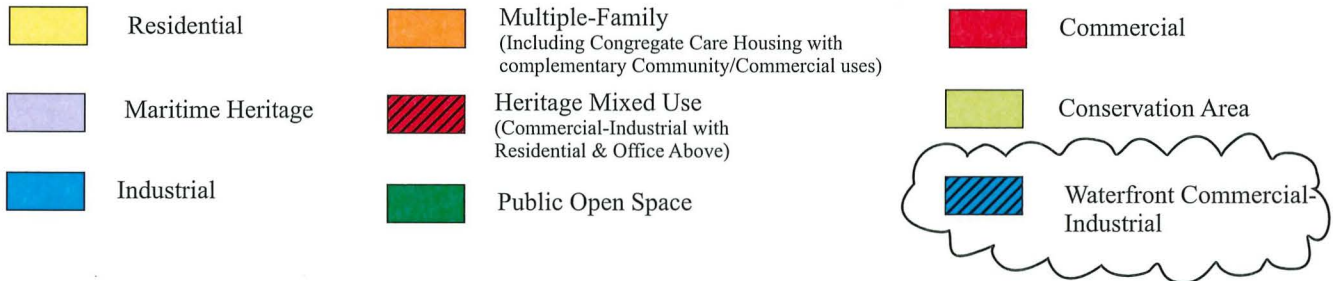 Residential
Maritime Heritage
Industrial
Multiple-Family
(Including Congregate Care Housing with
complementary Community/Commercial uses)
Heritage Mixed Use
(Commercial-Industrial with
Residential & Office Above)
Public Open Space
Commercial
Conservation Area
Waterfront Commercial-
Industrial